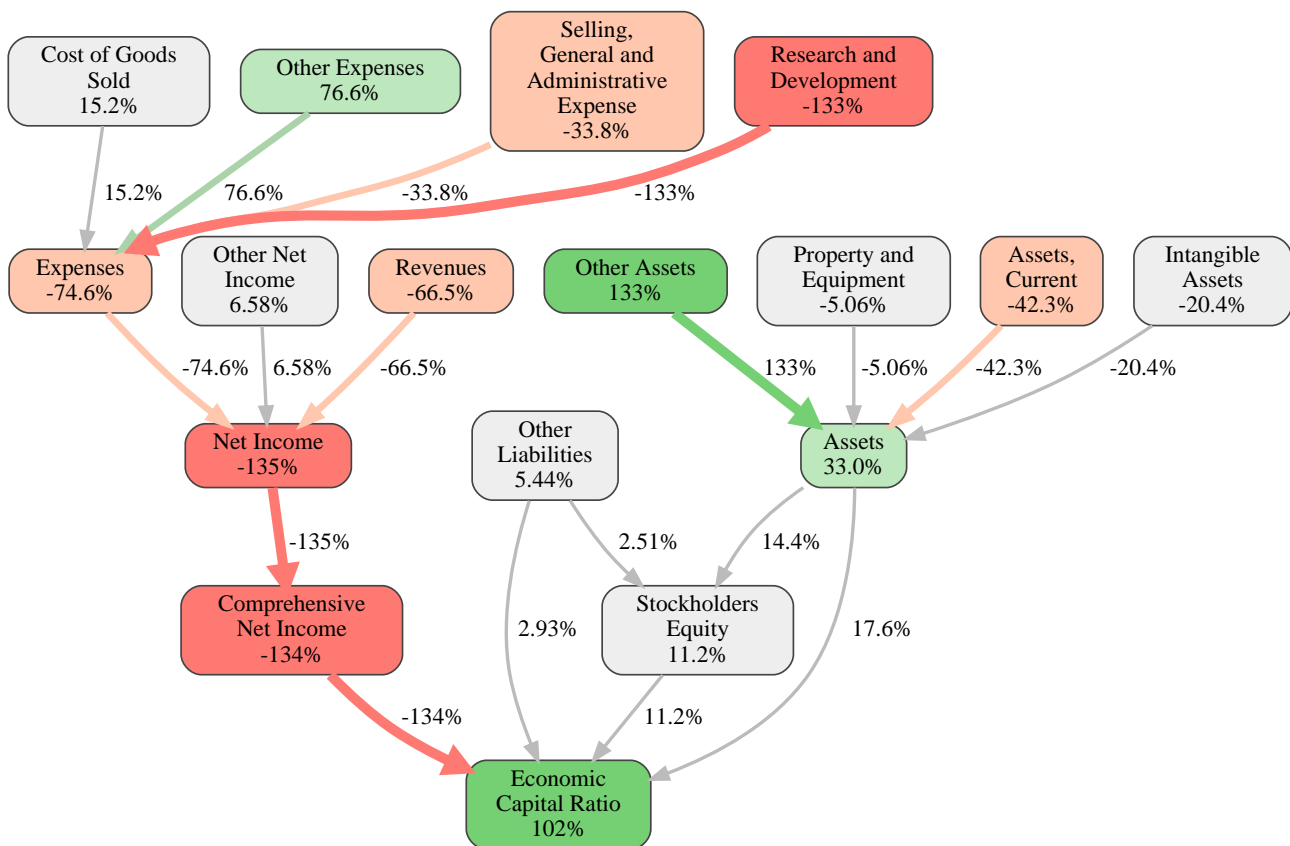 Cost of Goods
Sold
15.2%
Other Expenses
76.6%
Selling,
General and
Administrative
Expense
-33.8%
Research and
Development
-133%
15.2%
76.6%
-33.8%
-133%
Expenses
-74.6%
Other Net
Income
6.58%
Revenues
-66.5%
Other Assets
133%
Property and
Equipment
-5.06%
Assets,
Current
-42.3%
Intangible
Assets
-20.4%
-74.6%
6.58%
-66.5%
133%
-5.06%
-42.3%
-20.4%
Net Income
-135%
Other
Liabilities
5.44%
Assets
33.0%
-135%
2.51%
14.4%
Comprehensive
Net Income
-134%
2.93%
Stockholders
Equity
11.2%
17.6%
-134%
11.2%
Economic
Capital Ratio
102%